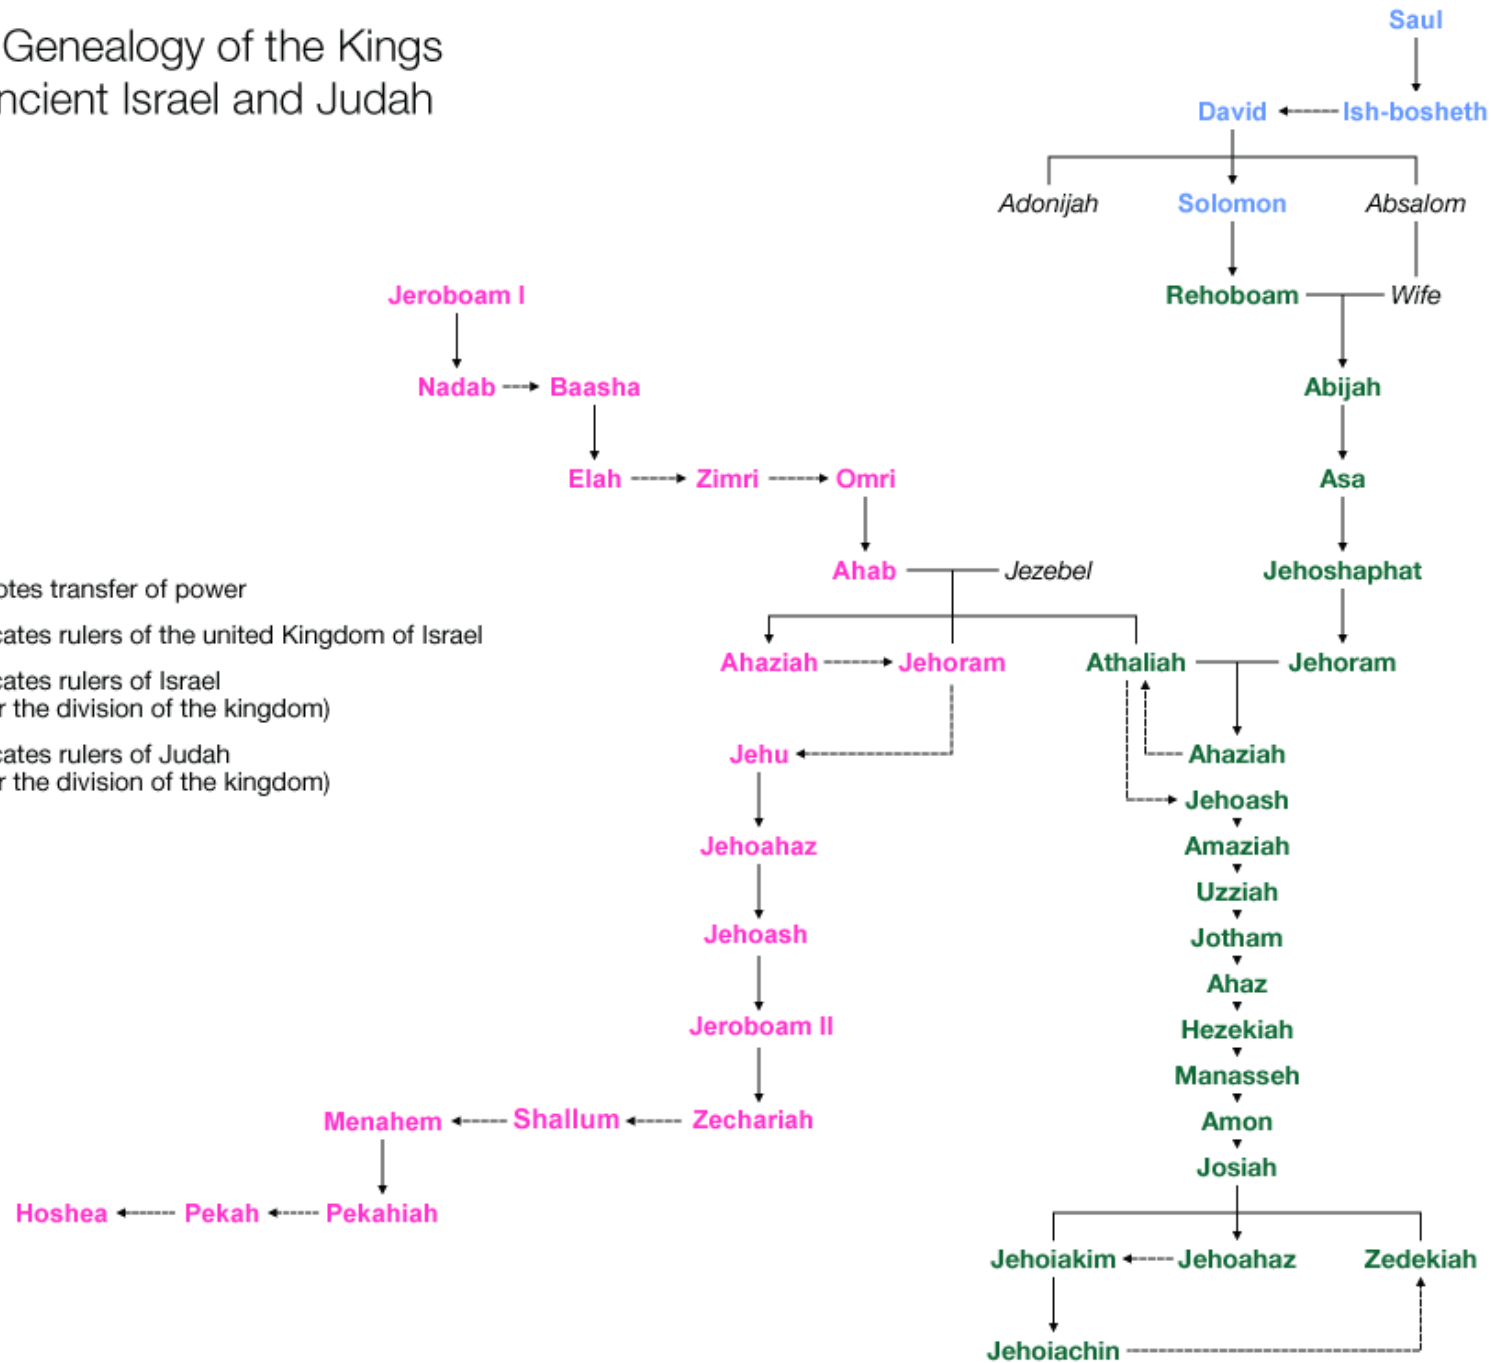 Genealogy of the Kings
ncient Israel and Judah
Saul
David
Ish-bosheth
Adonijah
Solomon
Absalom
Jeroboam I
Rehoboam
Wife
Nadab
Baasha
Abijah
Elah
Zimri
Omri
Asa
Ahab
Jezebel
Jehoshaphat
otes transfer of power
cates rulers of the united Kingdom of Israel
cates rulers of Israel
r the division of the kingdom)
cates rulers of Judah
r the division of the kingdom)
Ahaziah
Jehoram
Athaliah
Jehoram
Jehu
Ahaziah
Jehoash
Jehoahaz
Amaziah
Uzziah
Jehoash
Jotham
Ahaz
Jeroboam II
Hezekiah
Manasseh
Menahem
Shallum
Zechariah
Amon
Josiah
Hoshea
Pekah
Pekahiah
Jehoiakim
Jehoahaz
Zedekiah
Jehoiachin